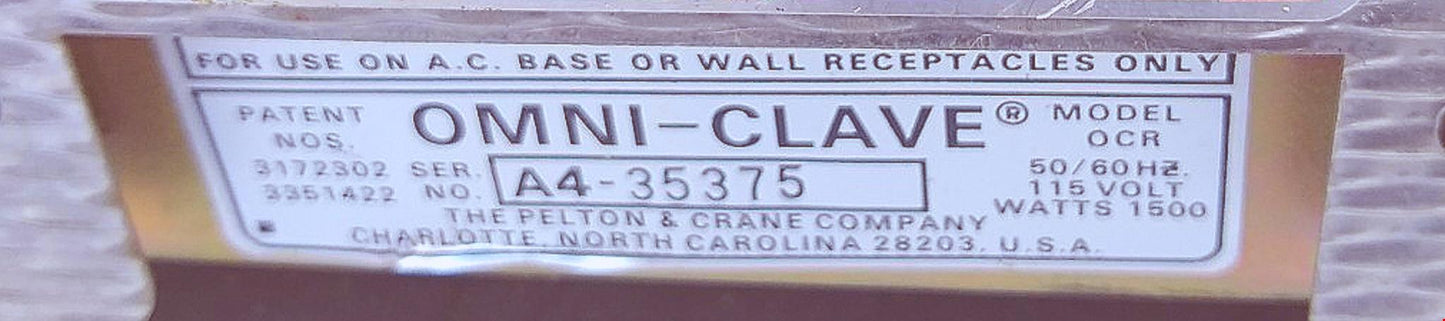 FOR USE ON A.C. BASE OR WALL RECEPTACLES ONLY
PATENT NOS.
3172302
3351422
OMNI-CLAVE®
SER. NO. A4-35375
MODEL OCR
50/60 HZ.
115 VOLT
WATTS 1500
THE PELTON & CRANE COMPANY
CHARLOTTE, NORTH CAROLINA 28203, U.S.A.